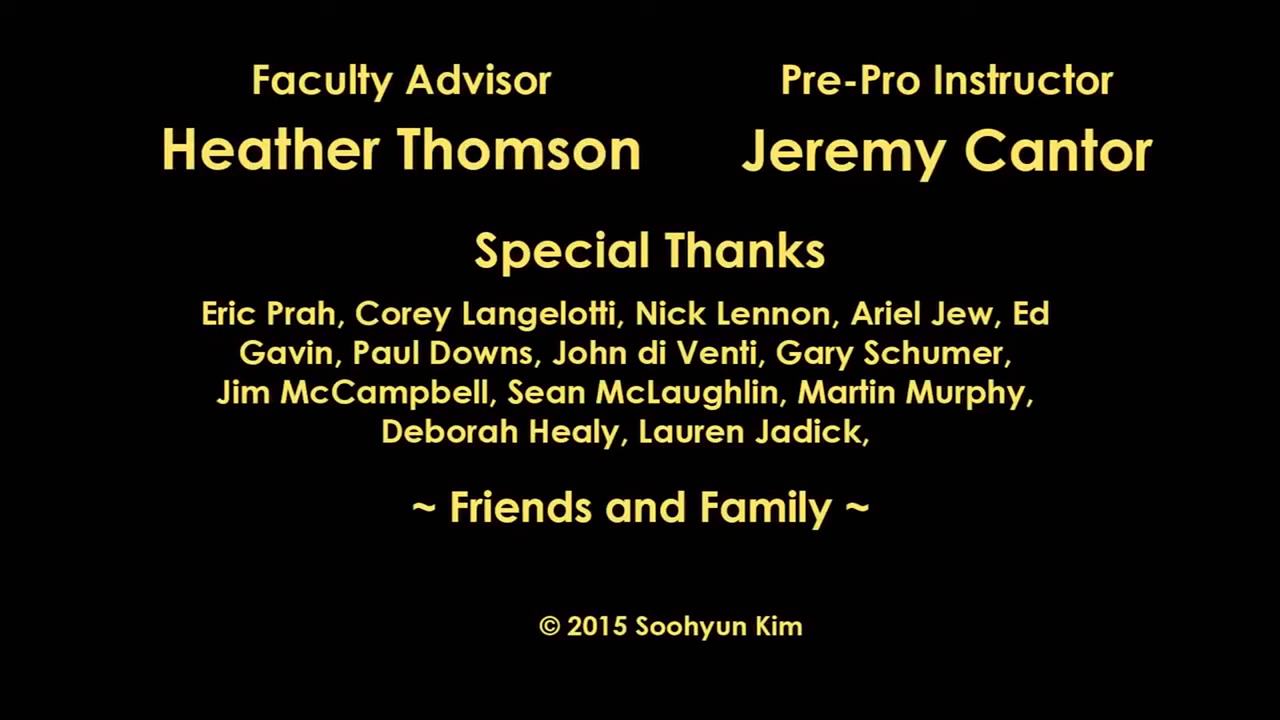 Faculty Advisor
Heather Thomson
Pre-Pro Instructor
Jeremy Cantor
Special Thanks
Eric Prah, Corey Langelotti, Nick Lennon, Ariel Jew, Ed
Gavin, Paul Downs, John di Venti, Gary Schumer,
Jim McCampbell, Sean McLaughlin, Martin Murphy,
Deborah Healy, Lauren Jadick,
~ Friends and Family ~
© 2015 Soohyun Kim